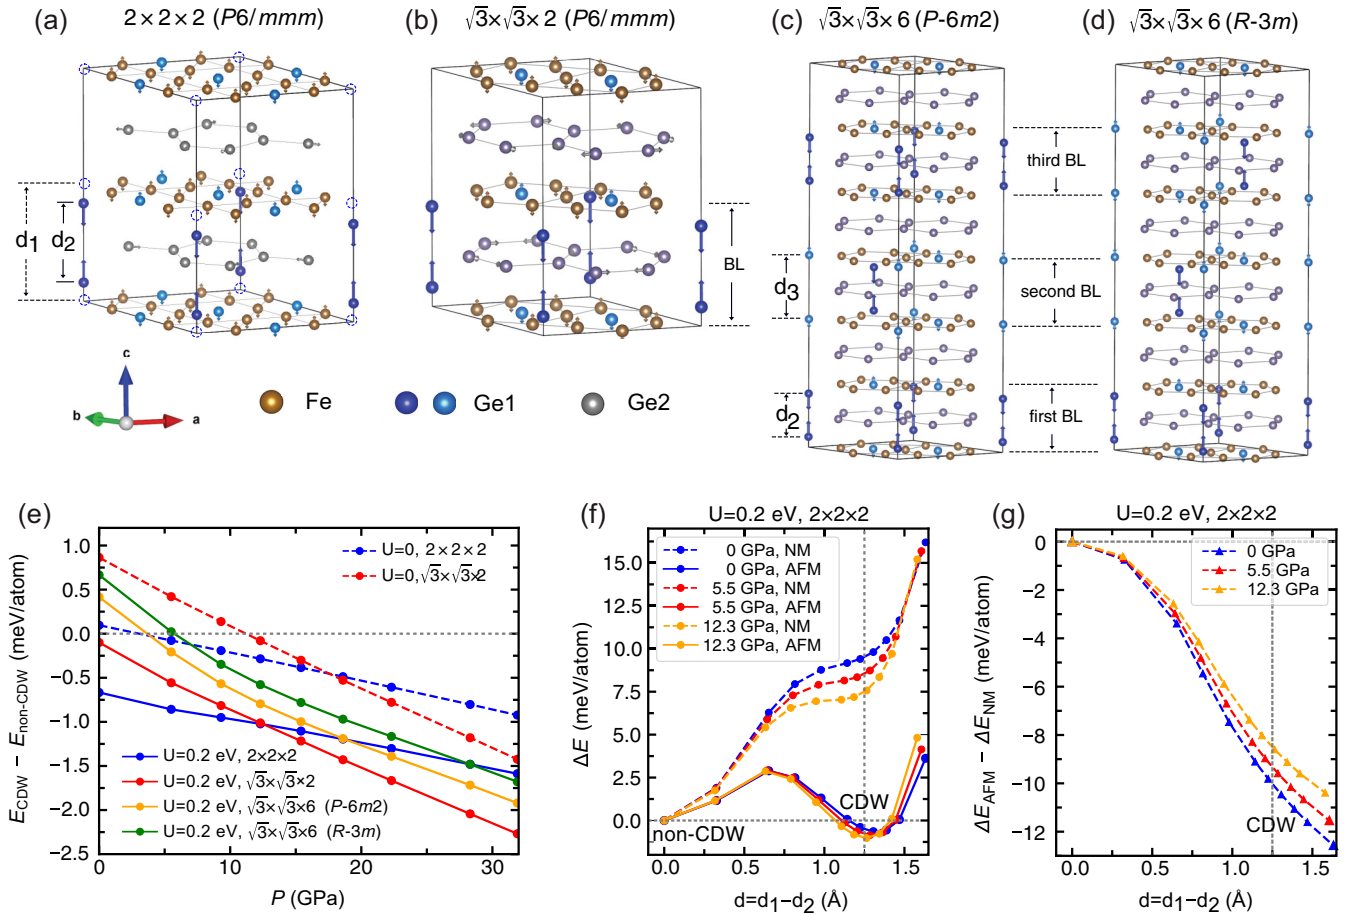 (a) 2×2×2 (P6/mmm)
(b) √3×√3×2 (P6/mmm)
(c) √3×√3×6 (P-6m2)
(d) √3×√3×6 (R-3m)
d1 d2
BL
third BL
d3
second BL
d2
first BL
c
b
a
Fe
Ge1
Ge2
(e)
ECDW − Enon-CDW (meV/atom)
1.0
0.5
0.0
−0.5
−1.0
−1.5
−2.0
−2.5
U=0, 2×2×2
U=0,√3×√3×2
U=0.2 eV, 2×2×2
U=0.2 eV, √3×√3×2
U=0.2 eV, √3×√3×6 (P-6m2)
U=0.2 eV, √3×√3×6 (R-3m)
0 5 10 15 20 25 30
P (GPa)
(f)
U=0.2 eV, 2×2×2
ΔE (meV/atom)
15.0
12.5
10.0
7.5
5.0
2.5
0.0
0 GPa, NM
0 GPa, AFM
5.5 GPa, NM
5.5 GPa, AFM
12.3 GPa, NM
12.3 GPa, AFM
CDW
non-CDW
0.0 0.5 1.0 1.5
d=d1−d2 (Å)
(g)
U=0.2 eV, 2×2×2
ΔEAFM − ΔENM (meV/atom)
0
−2
−4
−6
−8
−10
−12
0 GPa
5.5 GPa
12.3 GPa
CDW
0.0 0.5 1.0 1.5
d=d1−d2 (Å)